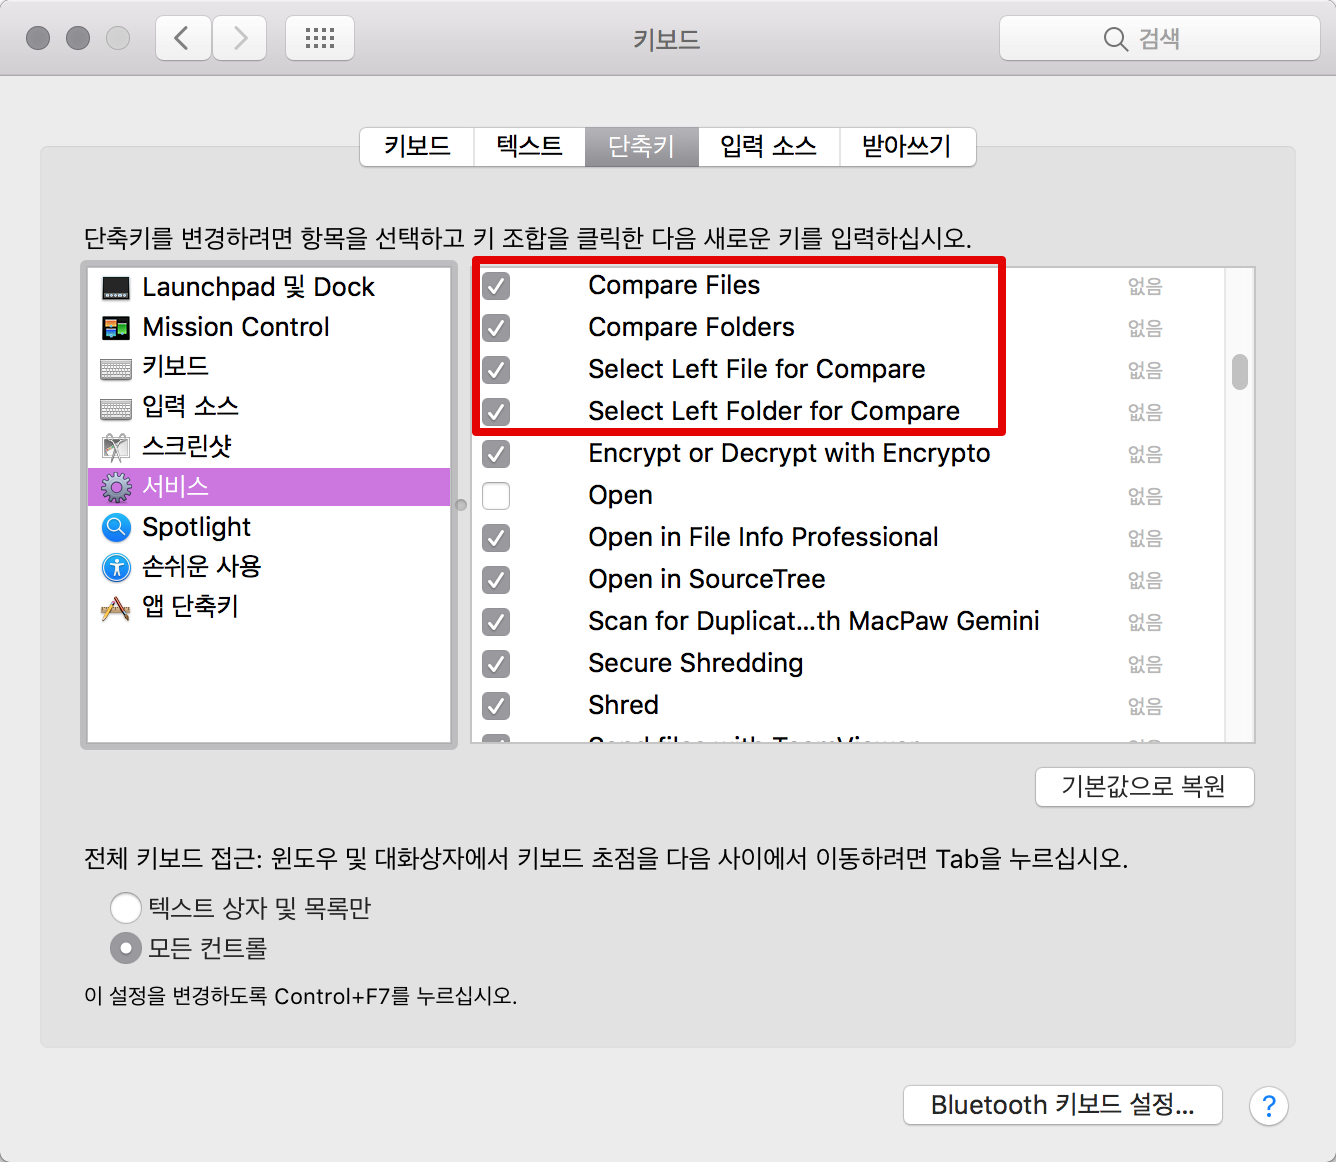 키보드
검색
키보드
텍스트
단축키
입력 소스
받아쓰기
단축키를 변경하려면 항목을 선택하고 키 조합을 클릭한 다음 새로운 키를 입력하십시오.
Launchpad 및 Dock
Mission Control
키보드
입력 소스
스크린샷
서비스
Spotlight
손쉬운 사용
앱 단축키
Compare Files 없음
Compare Folders 없음
Select Left File for Compare 없음
Select Left Folder for Compare 없음
Encrypt or Decrypt with Encrypto 없음
Open 없음
Open in File Info Professional 없음
Open in SourceTree 없음
Scan for Duplicat...th MacPaw Gemini 없음
Secure Shredding 없음
Shred 없음
Send files with TeamViewer 없음
기본값으로 복원
전체 키보드 접근: 윈도우 및 대화상자에서 키보드 초점을 다음 사이에서 이동하려면 Tab을 누르십시오.
텍스트 상자 및 목록만
모든 컨트롤
이 설정을 변경하도록 Control+F7를 누르십시오.
Bluetooth 키보드 설정...
?